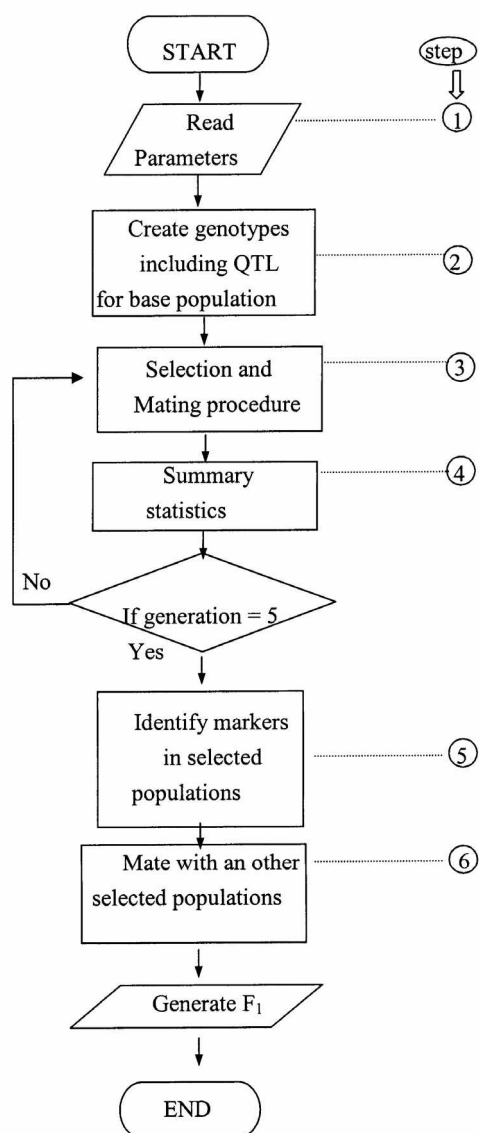 START
step
Read
Parameters
1
Create genotypes
including QTL
for base population
2
Selection and
Mating procedure
3
Summary
statistics
4
No
If generation = 5
Yes
Identify markers
in selected
populations
5
Mate with an other
selected populations
6
Generate F₁
END